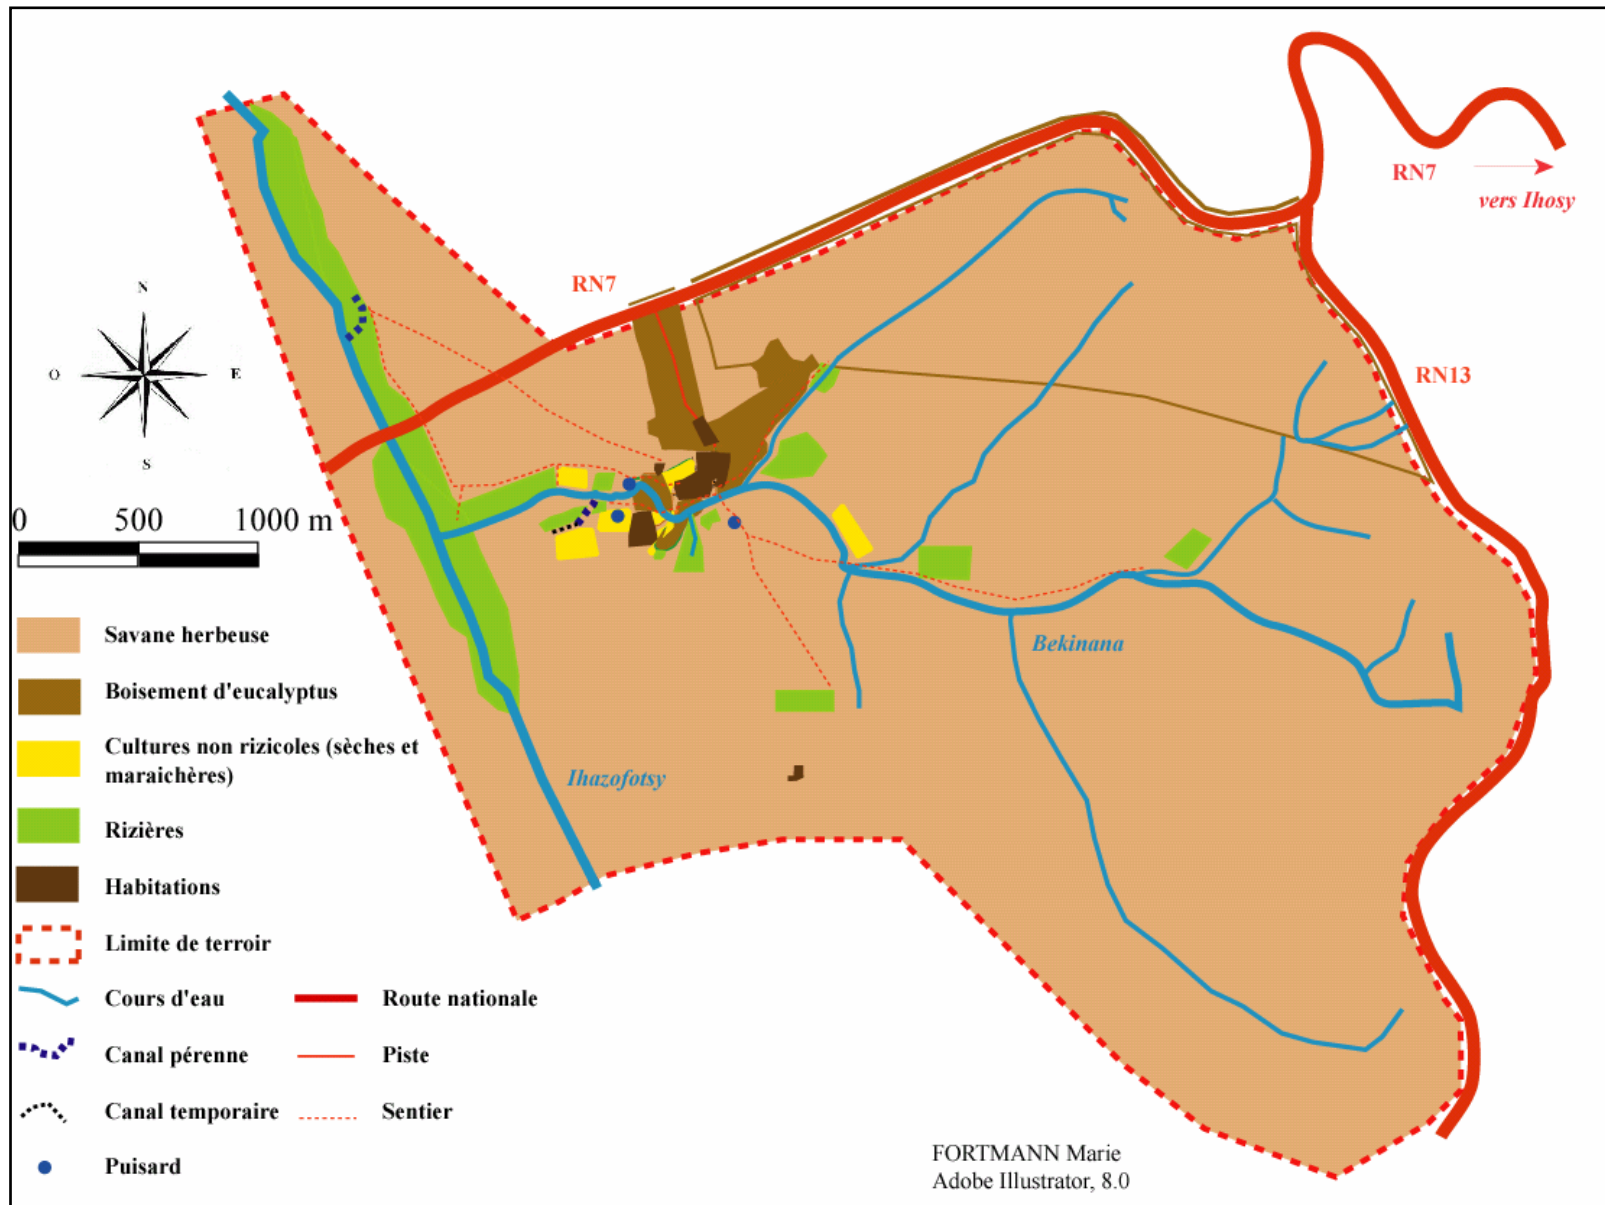 RN7
vers Ihosy
RN7
N
O
E
S
RN13
0 500 1000 m
Savane herbeuse
Boisement d'eucalyptus
Cultures non rizicoles (sèches et
maraichères)
Rizières
Habitations
Limite de terroir
Cours d'eau
Canal pérenne
Canal temporaire
Puisard
Route nationale
Piste
Sentier
Bekinana
Ihazofotsy
FORTMANN Marie
Adobe Illustrator, 8.0